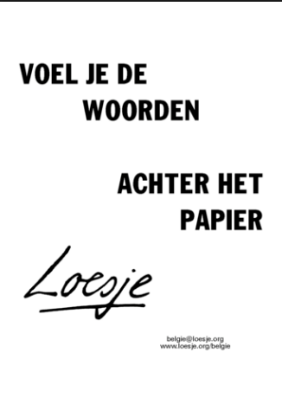 VOEL JE DE
WOORDEN
ACHTER HET
PAPIER
Loesje
belgie@loesje.org
www.loesje.org/belgie